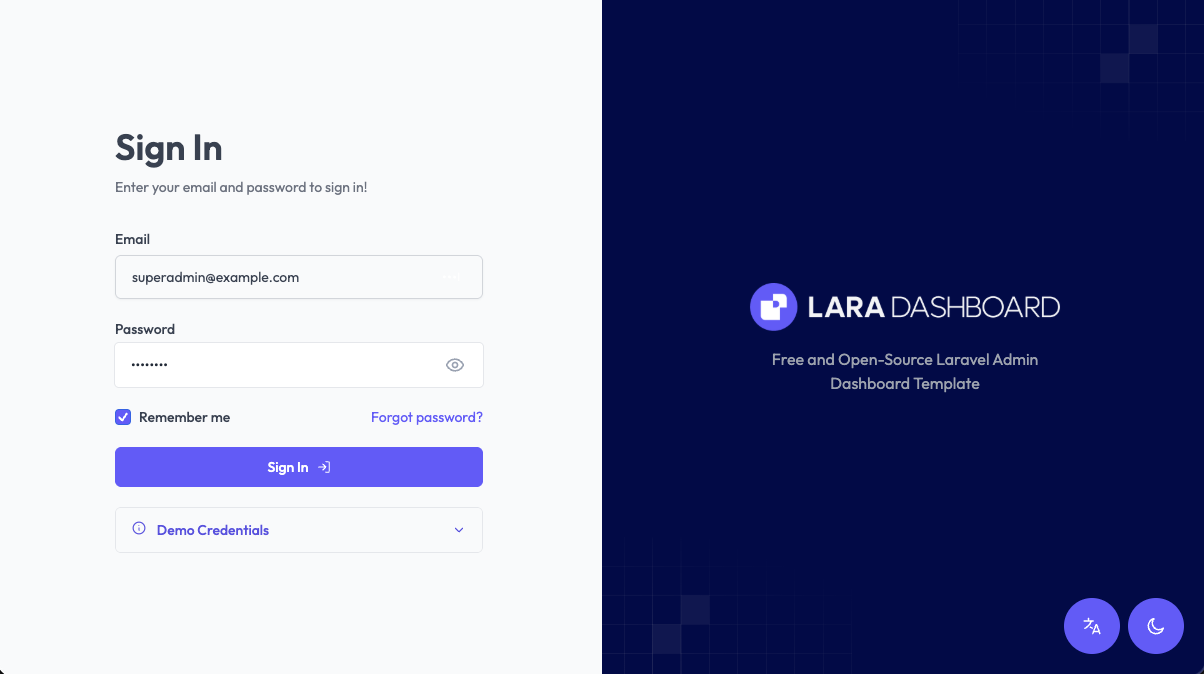 Sign In
Enter your email and password to sign in!
Email
superadmin@example.com
Password
••••••••
Remember me
Forgot password?
Sign In
Demo Credentials
LARA DASHBOARD
Free and Open-Source Laravel Admin
Dashboard Template